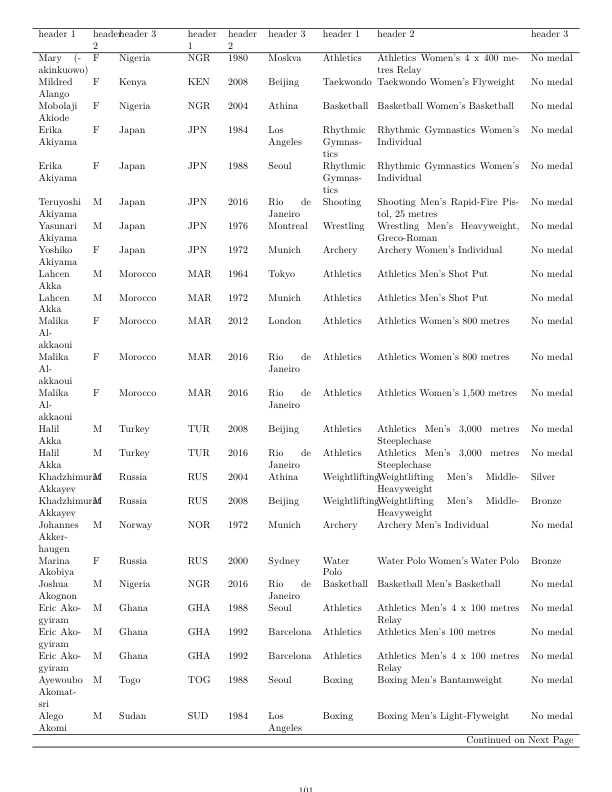 header 1 header 2 header 3 header 1 header 2 header 3 header 1 header 2 header 3
Mary (-akinkuowo) F Nigeria NGR 1980 Moskva Athletics Athletics Women's 4 x 400 metres Relay No medal
Mildred Alango F Kenya KEN 2008 Beijing Taekwondo Taekwondo Women's Flyweight No medal
Mobolaji Akiode F Nigeria NGR 2004 Athina Basketball Basketball Women's Basketball No medal
Erika Akiyama F Japan JPN 1984 Los Angeles Rhythmic Gymnastics Rhythmic Gymnastics Women's Individual No medal
Erika Akiyama F Japan JPN 1988 Seoul Rhythmic Gymnastics Rhythmic Gymnastics Women's Individual No medal
Teruyoshi Akiyama M Japan JPN 2016 Rio de Janeiro Shooting Shooting Men's Rapid-Fire Pistol, 25 metres No medal
Yasunari Akiyama M Japan JPN 1976 Montreal Wrestling Wrestling Men's Heavyweight, Greco-Roman No medal
Yoshiko Akiyama F Japan JPN 1972 Munich Archery Archery Women's Individual No medal
Lahcen Akka M Morocco MAR 1964 Tokyo Athletics Athletics Men's Shot Put No medal
Lahcen Akka M Morocco MAR 1972 Munich Athletics Athletics Men's Shot Put No medal
Malika Al-akkaoui F Morocco MAR 2012 London Athletics Athletics Women's 800 metres No medal
Malika Al-akkaoui F Morocco MAR 2016 Rio de Janeiro Athletics Athletics Women's 800 metres No medal
Malika Al-akkaoui F Morocco MAR 2016 Rio de Janeiro Athletics Athletics Women's 1,500 metres No medal
Halil Akka M Turkey TUR 2008 Beijing Athletics Athletics Men's 3,000 metres Steeplechase No medal
Halil Akka M Turkey TUR 2016 Rio de Janeiro Athletics Athletics Men's 3,000 metres Steeplechase No medal
Khadzhimurad Akkayev M Russia RUS 2004 Athina Weightlifting Weightlifting Men's Middle-Heavyweight Silver
Khadzhimurad Akkayev M Russia RUS 2008 Beijing Weightlifting Weightlifting Men's Middle-Heavyweight Bronze
Johannes Akkerhaugen M Norway NOR 1972 Munich Archery Archery Men's Individual No medal
Marina Akobiya F Russia RUS 2000 Sydney Water Polo Water Polo Women's Water Polo Bronze
Joshua Akognon M Nigeria NGR 2016 Rio de Janeiro Basketball Basketball Men's Basketball No medal
Eric Akogyiram M Ghana GHA 1988 Seoul Athletics Athletics Men's 4 x 100 metres Relay No medal
Eric Akogyiram M Ghana GHA 1992 Barcelona Athletics Athletics Men's 100 metres No medal
Eric Akogyiram M Ghana GHA 1992 Barcelona Athletics Athletics Men's 4 x 100 metres Relay No medal
Ayewoubo Akomatsri M Togo TOG 1988 Seoul Boxing Boxing Men's Bantamweight No medal
Alego Akomi M Sudan SUD 1984 Los Angeles Boxing Boxing Men's Light-Flyweight No medal
Continued on Next Page
101